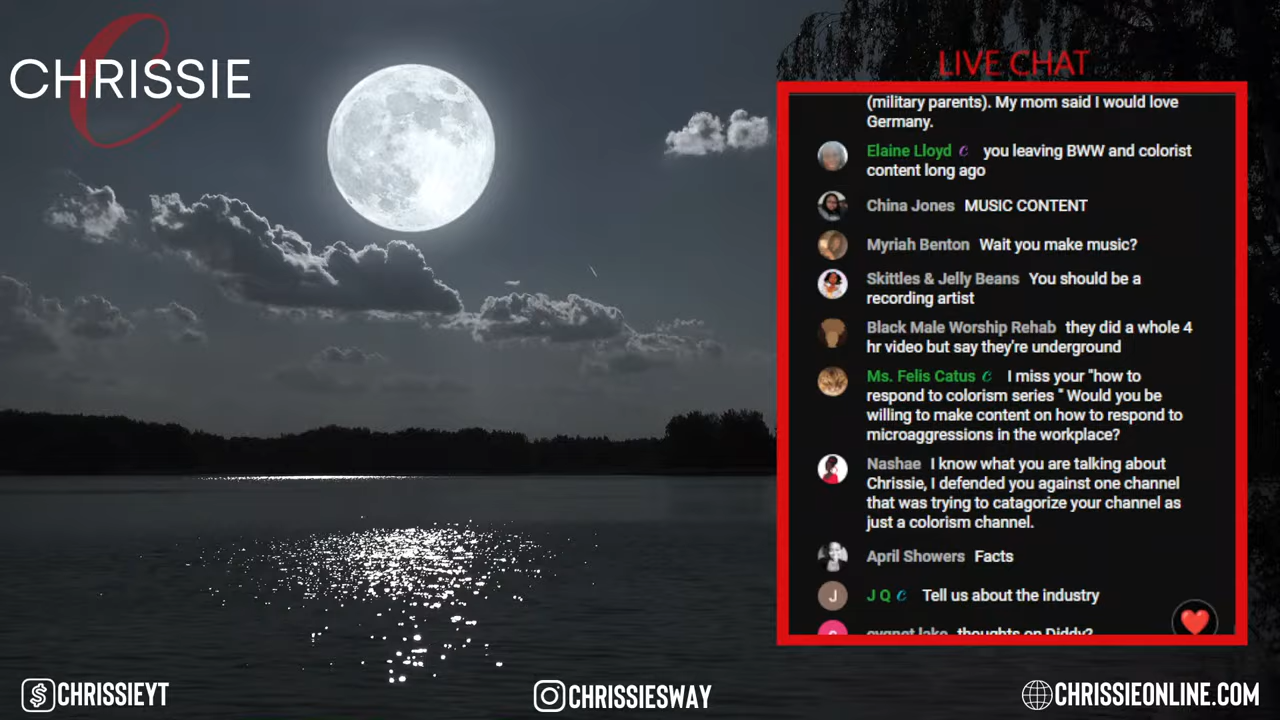 CHRISSIE
LIVE CHAT
(military parents). My mom said I would love
Germany.
Elaine Lloyd C you leaving BWW and colorist
content long ago
China Jones MUSIC CONTENT
Myriah Benton Wait you make music?
Skittles & Jelly Beans You should be a
recording artist
Black Male Worship Rehab they did a whole 4
hr video but say they're underground
Ms. Felis Catus C I miss your "how to
respond to colorism series " Would you be
willing to make content on how to respond to
microaggressions in the workplace?
Nashae I know what you are talking about
Chrissie, I defended you against one channel
that was trying to catagorize your channel as
just a colorism channel.
April Showers Facts
J
J Q C Tell us about the industry
cygnet lake thoughts on Diddy?
$ CHRISSIEYT
CHRISSIESWAY
CHRISSIEONLINE.COM